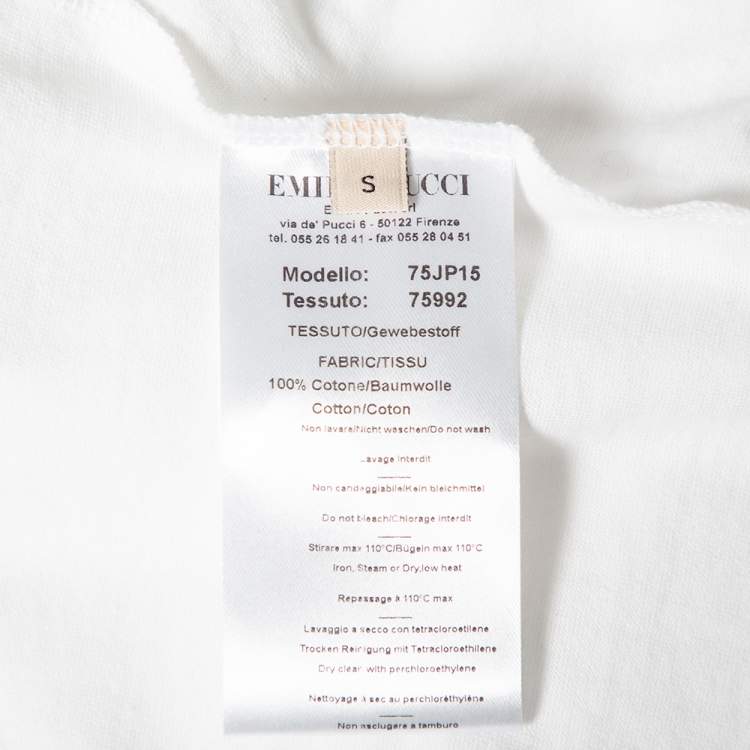 S
UCCI
via de' Pucci 6 - 50122 Firenze
tel. 055 26 18 41 - fax 055 28 04 51
Modello: 75JP15
Tessuto: 75992
TESSUTO/Gewebestoff
FABRIC/TISSU
100% Cotone/Baumwolle
Cotton/Coton
Non lavare/Nicht waschen/Do not wash
Lavage interdit
Non candeggiabile/Kein bleichmittel
Do not bleach/Chlorage interdit
Stirare max 110°C/Bügeln max 110°C
Iron, Steam or Dry,low heat
Repassage à 110°C max
Lavaggio a secco con tetracloroetilene
Trocken Reinigung mit Tetracloroethilene
Dry clean with perchloroethylene
Nettoyage à sec au perchloréthylène
Non asciugare a tamburo